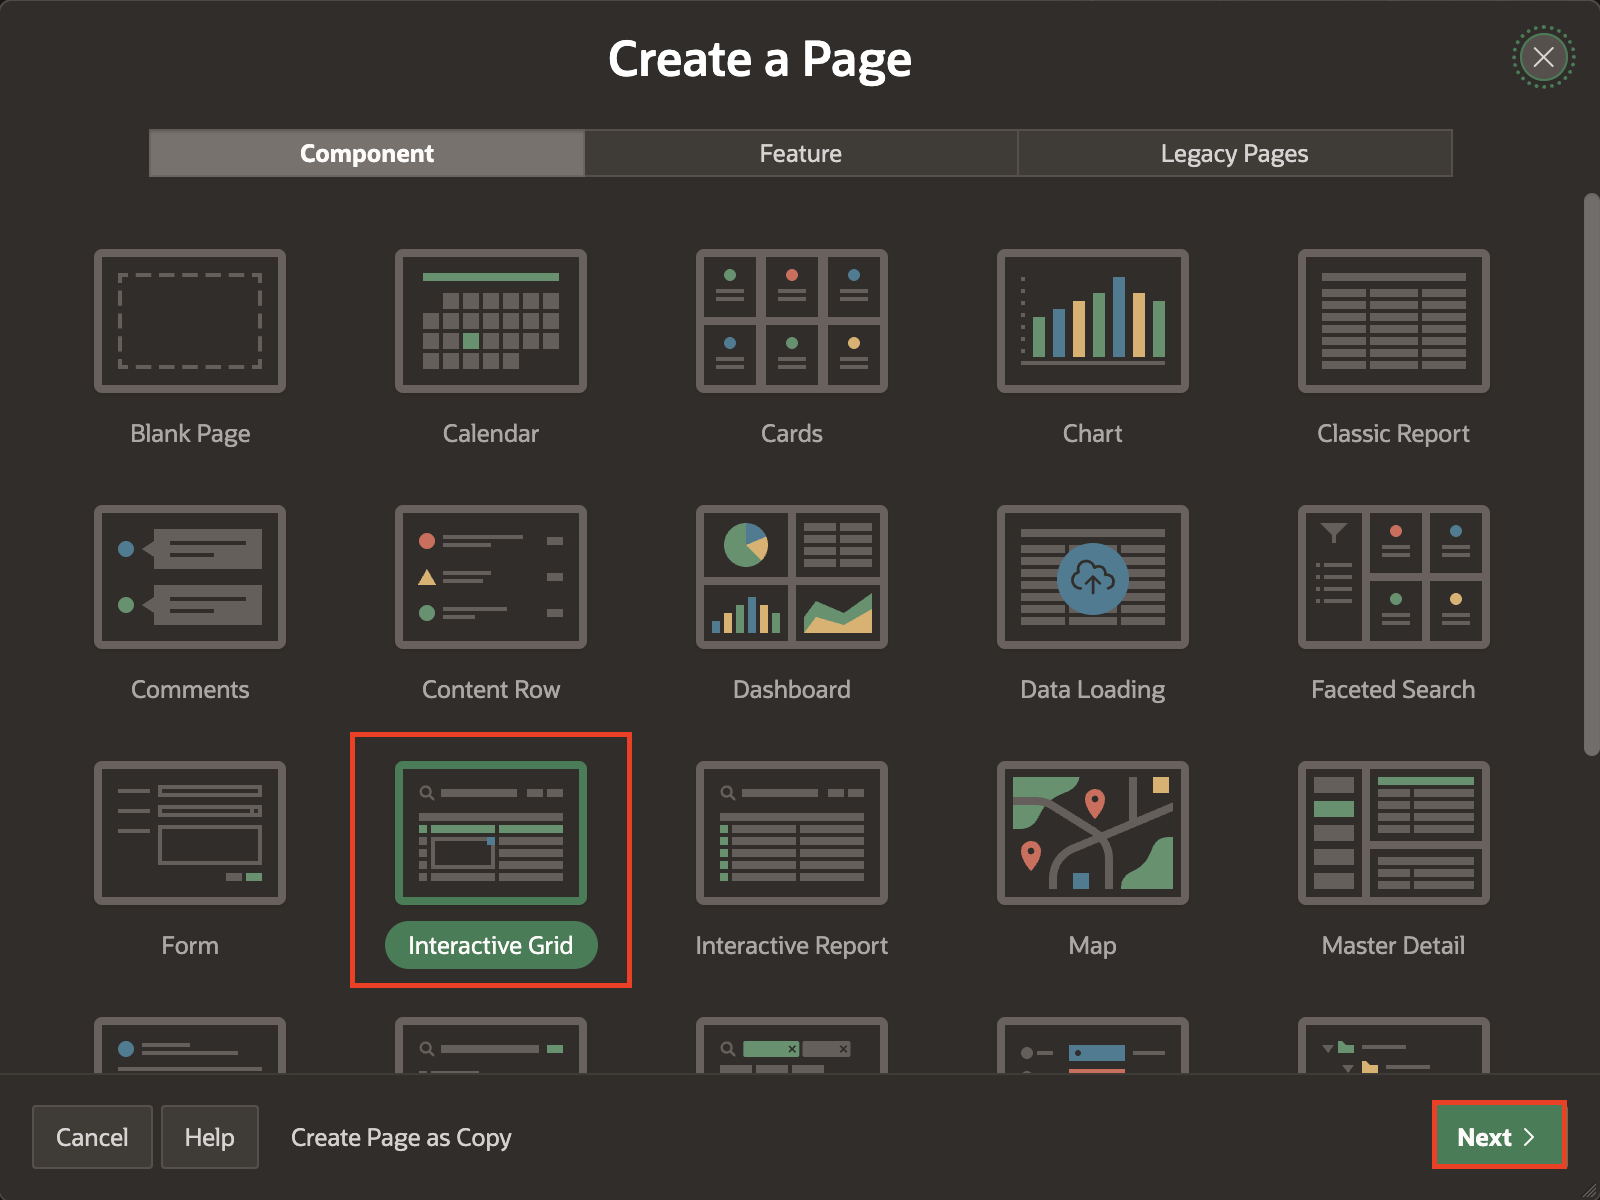 Create a Page
Component
Feature
Legacy Pages
Blank Page
Calendar
Cards
Chart
Classic Report
Comments
Content Row
Dashboard
Data Loading
Faceted Search
Form
Interactive Grid
Interactive Report
Map
Master Detail
Cancel
Help
Create Page as Copy
Next